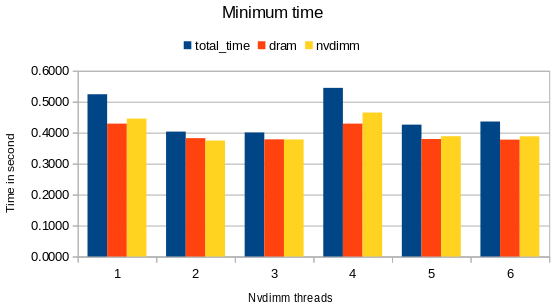 Minimum time
total_time dram nvdimm
0.6000
0.5000
0.4000
0.3000
0.2000
0.1000
0.0000
Time in second
1 2 3 4 5 6
Nvdimm threads